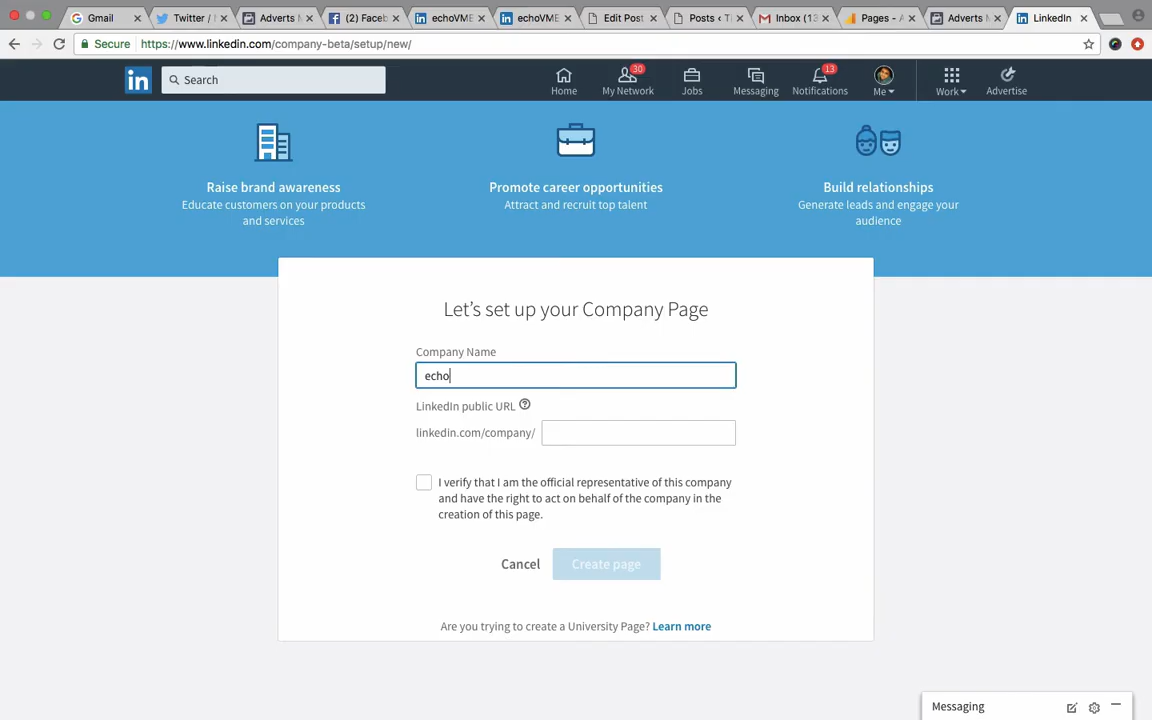 Gmail
Twitter /
Adverts M
(2) Faceb
echoVME
echoVME
Edit Post
Posts ‹ T
Inbox (13
Pages - A
Adverts M
LinkedIn
Secure
https://www.linkedin.com/company-beta/setup/new/
in
Search
Home
30
My Network
Jobs
Messaging
13
Notifications
Me
Work
Advertise
Raise brand awareness
Educate customers on your products
and services
Promote career opportunities
Attract and recruit top talent
Build relationships
Generate leads and engage your
audience
Let's set up your Company Page
Company Name
echo
LinkedIn public URL
linkedin.com/company/
I verify that I am the official representative of this company
and have the right to act on behalf of the company in the
creation of this page.
Cancel
Create page
Are you trying to create a University Page? Learn more
Messaging